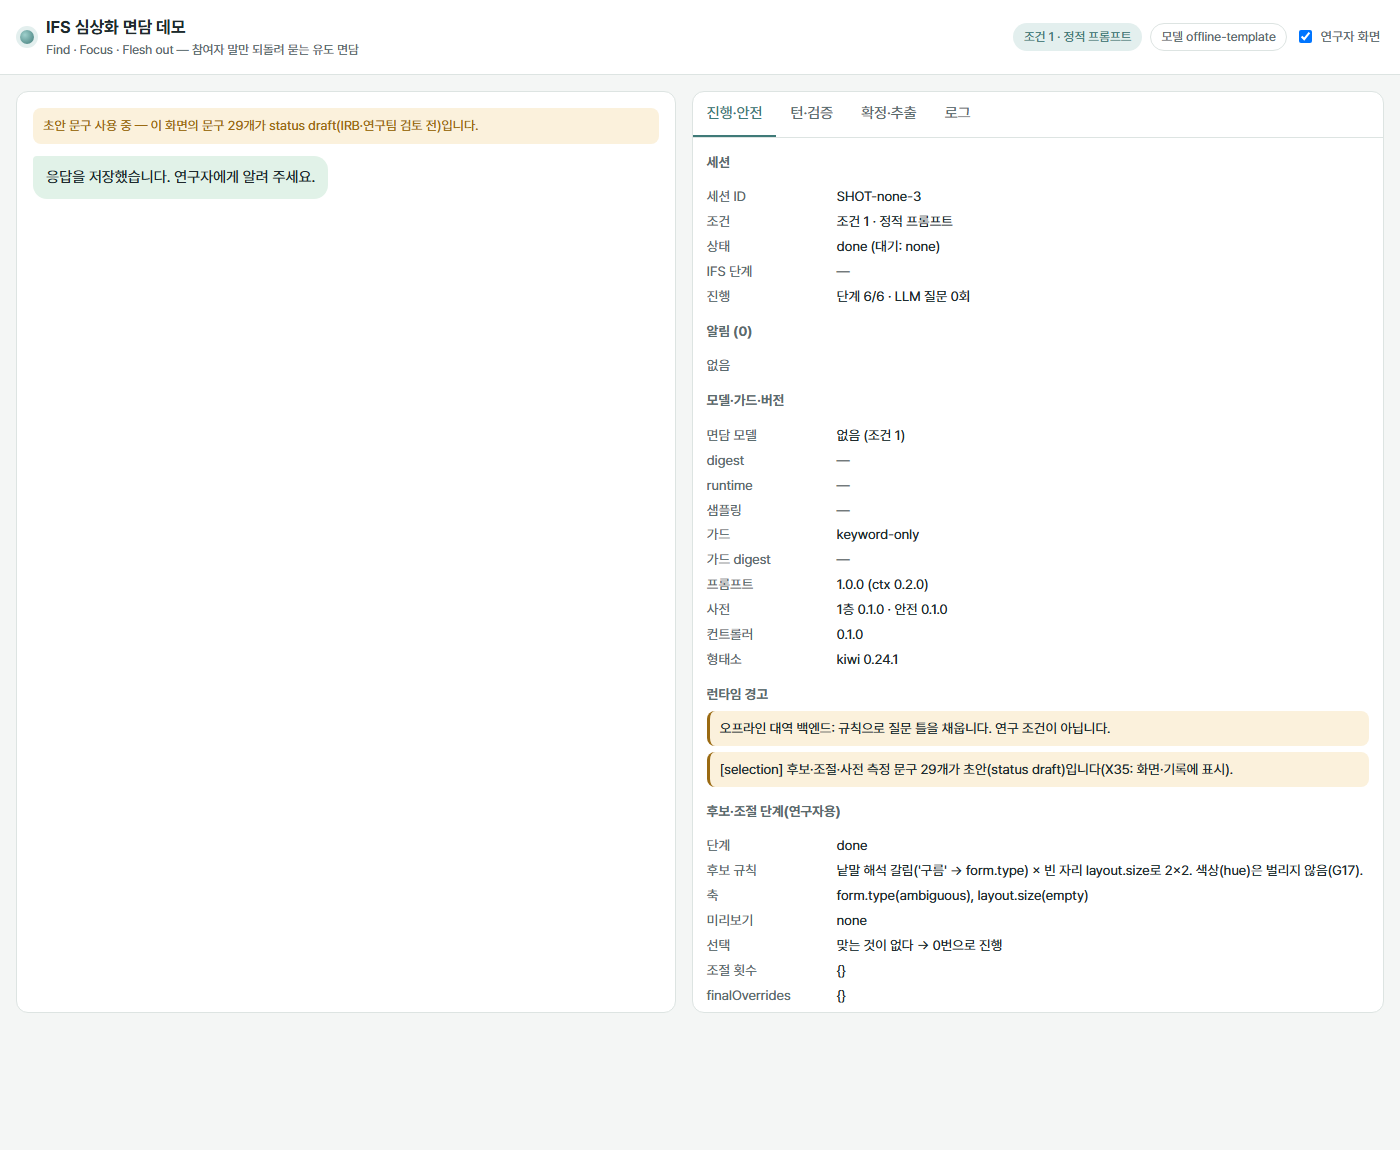 IFS 심상화 면담 데모
Find · Focus · Flesh out — 참여자 말만 되돌려 묻는 유도 면담
조건 1 · 정적 프롬프트
모델 offline-template
연구자 화면
초안 문구 사용 중 — 이 화면의 문구 29개가 status draft(IRB·연구팀 검토 전)입니다.
응답을 저장했습니다. 연구자에게 알려 주세요.
진행·안전
턴·검증
확정·추출
로그
세션
세션 ID SHOT-none-3
조건 조건 1 · 정적 프롬프트
상태 done (대기: none)
IFS 단계 —
진행 단계 6/6 · LLM 질문 0회
알림 (0)
없음
모델·가드·버전
면담 모델 없음 (조건 1)
digest —
runtime —
샘플링 —
가드 keyword-only
가드 digest —
프롬프트 1.0.0 (ctx 0.2.0)
사전 1층 0.1.0 · 안전 0.1.0
컨트롤러 0.1.0
형태소 kiwi 0.24.1
런타임 경고
오프라인 대역 백엔드: 규칙으로 질문 틀을 채웁니다. 연구 조건이 아닙니다.
[selection] 후보·조절·사전 측정 문구 29개가 초안(status draft)입니다(X35: 화면·기록에 표시).
후보·조절 단계(연구자용)
단계 done
후보 규칙 낱말 해석 갈림('구름' → form.type) × 빈 자리 layout.size로 2×2. 색상(hue)은 벌리지 않음(G17).
축 form.type(ambiguous), layout.size(empty)
미리보기 none
선택 맞는 것이 없다 → 0번으로 진행
조절 횟수 {}
finalOverrides {}